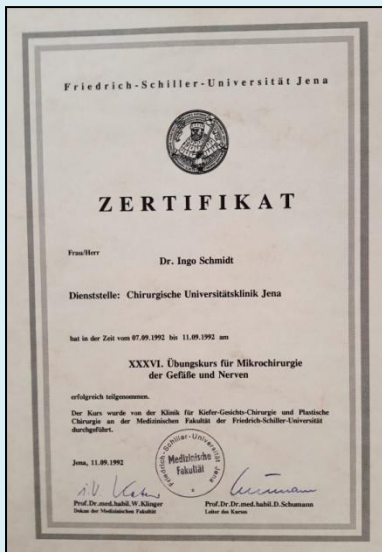 Friedrich-Schiller-Universität Jena
ZERTIFIKAT
Frau/Herr
Dr. Ingo Schmidt
Dienststelle: Chirurgische Universitätsklinik Jena
hat in der Zeit vom 07.09.1992 bis 11.09.1992 am
XXXVI. Übungskurs für Mikrochirurgie
der Gefäße und Nerven
erfolgreich teilgenommen.
Der Kurs wurde von der Klinik für Kiefer-Gesichts-Chirurgie und Plastische
Chirurgie an der Medizinischen Fakultät der Friedrich-Schiller-Universität
durchgeführt.
Friedrich-Schiller-Universität Jena
Medizinische
Fakultät
Jena, 11.09.1992
i.V.
Prof.Dr.med.habil.W.Klinger
Prof.Dr.Dr.med.habil.D.Schumann
Dekan der Medizinischen Fakultät
Leiter des Kurses